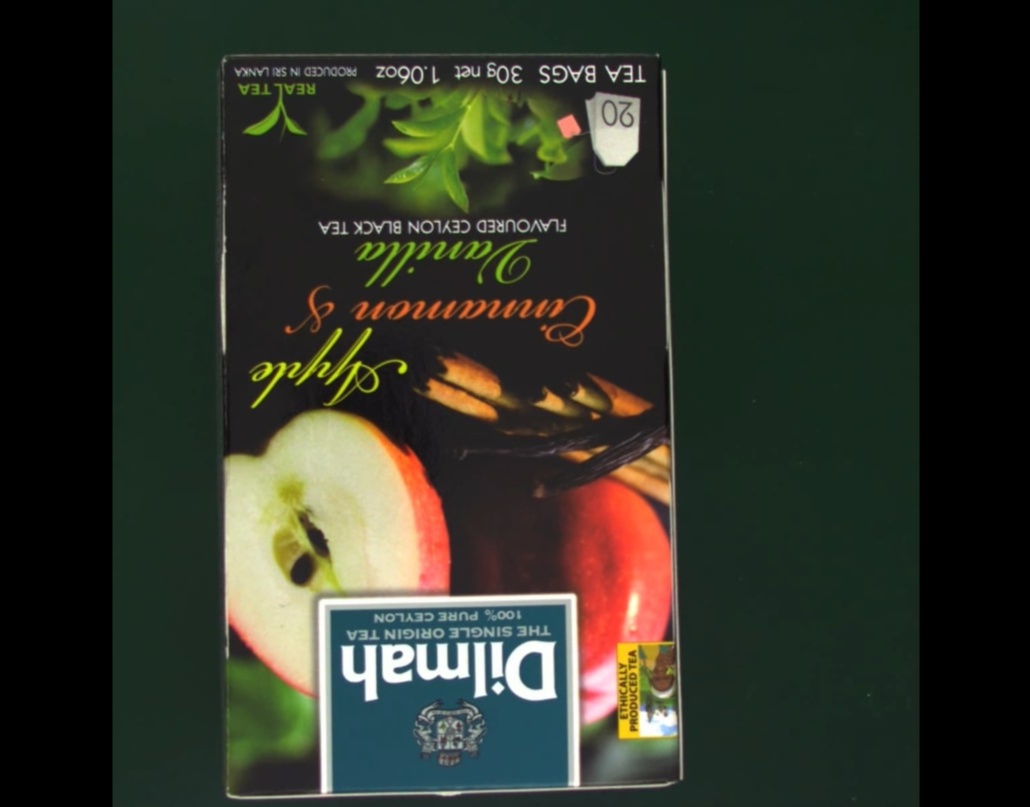 Dilmah
THE SINGLE ORIGIN TEA
100% PURE CEYLON
ETHICALLY
PRODUCED TEA
Apple
Cinnamon &
Vanilla
FLAVOURED CEYLON BLACK TEA
20
TEA BAGS 30g net 1.06oz
REAL TEA
PRODUCED IN SRI LANKA